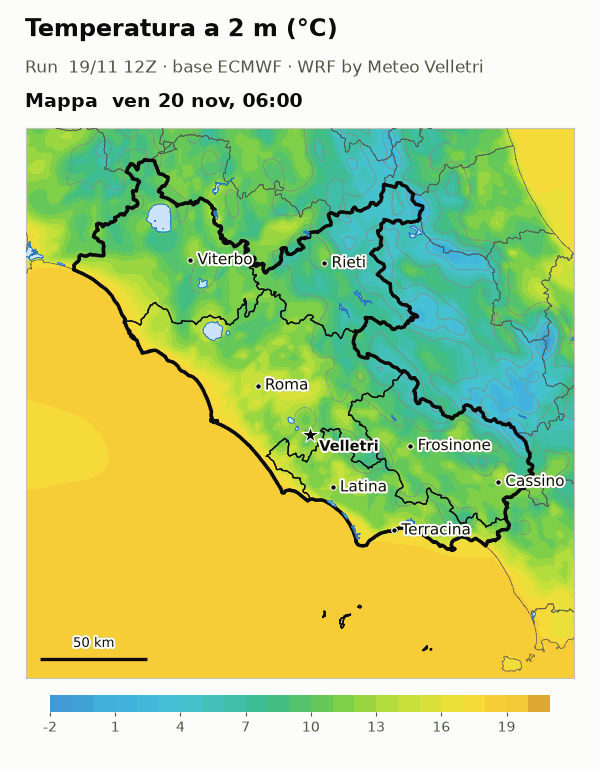 Temperatura a 2 m (°C)
Run  19/11 12Z · base ECMWF · WRF by Meteo Velletri
Mappa  ven 20 nov, 06:00
Viterbo
Rieti
Roma
Velletri
Frosinone
Cassino
Latina
Terracina
50 km
-2 1 4 7 10 13 16 19